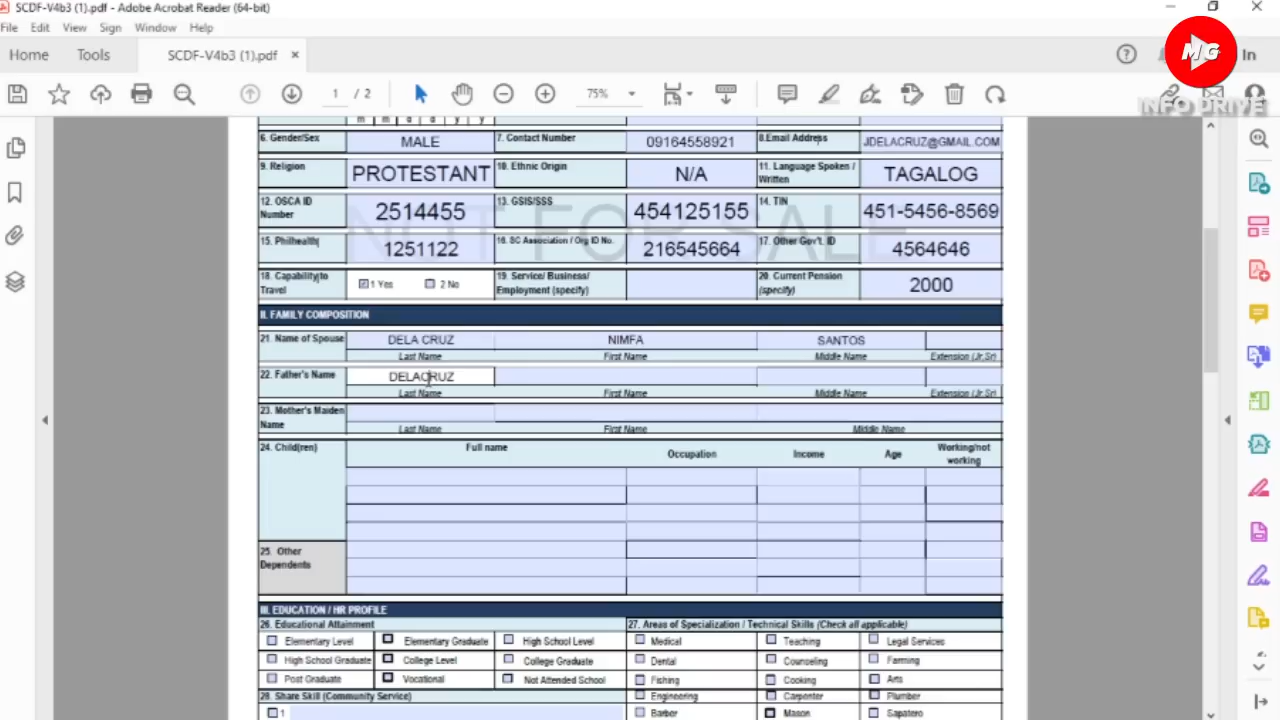 SCDF-V4b3 (1).pdf - Adobe Acrobat Reader (64-bit)
File Edit View Sign Window Help
Home Tools SCDF-V4b3 (1).pdf × In
MG
INFO DRIVE
1 / 2 75%
m m d d y y
6. Gender/Sex MALE 7. Contact Number 09164558921 8.Email Address JDELACRUZ@GMAIL.COM
9. Religion PROTESTANT 10. Ethnic Origin N/A 11. Language Spoken / Written TAGALOG
12. OSCA ID Number 2514455 13. GSIS/SSS 454125155 14. TIN 451-5456-8569
NOT FOR SALE
15. Philhealth 1251122 16. SC Association / Org ID No. 216545664 17. Other Gov't. ID 4564646
18. Capability to Travel 1 Yes 2 No 19. Service/ Business/ Employment (specify) 20. Current Pension (specify) 2000
II. FAMILY COMPOSITION
21. Name of Spouse DELA CRUZ NIMFA SANTOS
Last Name First Name Middle Name Extension (Jr,Sr)
22. Father's Name DELACRUZ
Last Name First Name Middle Name Extension (Jr,Sr)
23. Mother's Maiden Name
Last Name First Name Middle Name
24. Child(ren) Full name Occupation Income Age Working/not working
25. Other Dependents
III. EDUCATION / HR PROFILE
26. Educational Attainment 27. Areas of Specialization / Technical Skills (Check all applicable)
Elementary Level Elementary Graduate High School Level Medical Teaching Legal Services
High School Graduate College Level College Graduate Dental Counseling Farming
Post Graduate Vocational Not Attended School Fishing Cooking Arts
28. Share Skill (Community Service) Engineering Carpenter Plumber
1 Barber Mason Sapatero